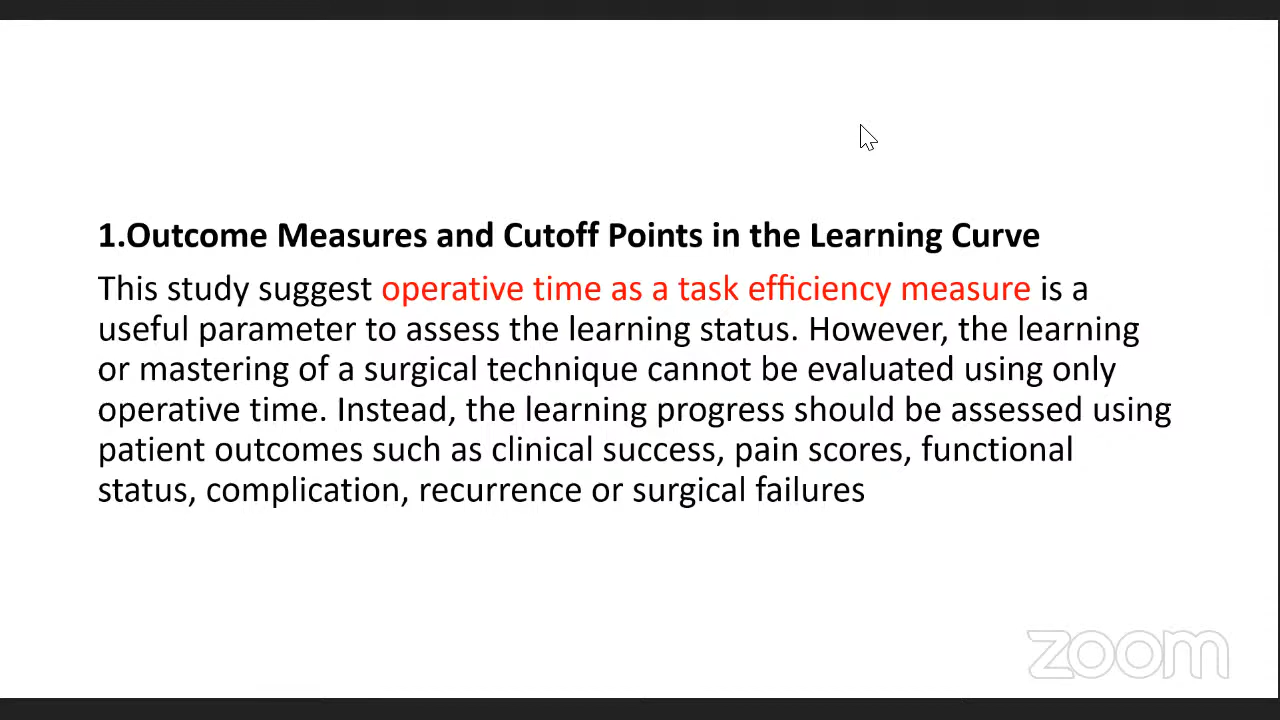 1.Outcome Measures and Cutoff Points in the Learning Curve
This study suggest operative time as a task efficiency measure is a
useful parameter to assess the learning status. However, the learning
or mastering of a surgical technique cannot be evaluated using only
operative time. Instead, the learning progress should be assessed using
patient outcomes such as clinical success, pain scores, functional
status, complication, recurrence or surgical failures
zoom